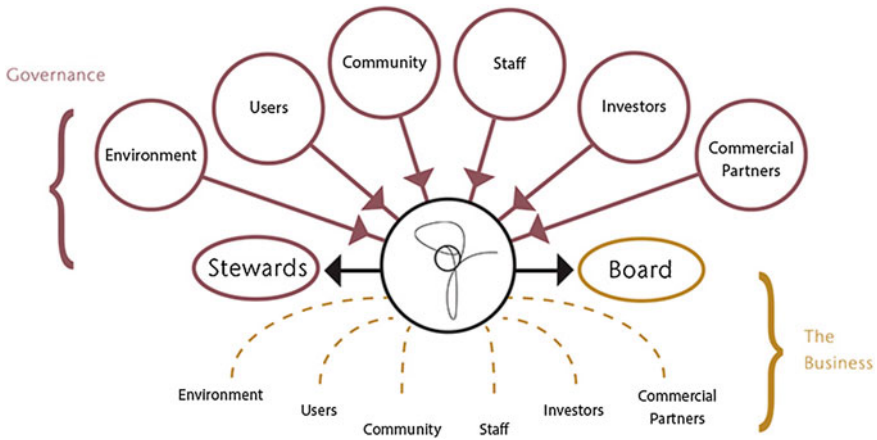 Governance
Environment
Users
Community
Staff
Investors
Commercial
Partners
Stewards
Board
The
Business
Environment
Users
Community
Staff
Investors
Commercial
Partners